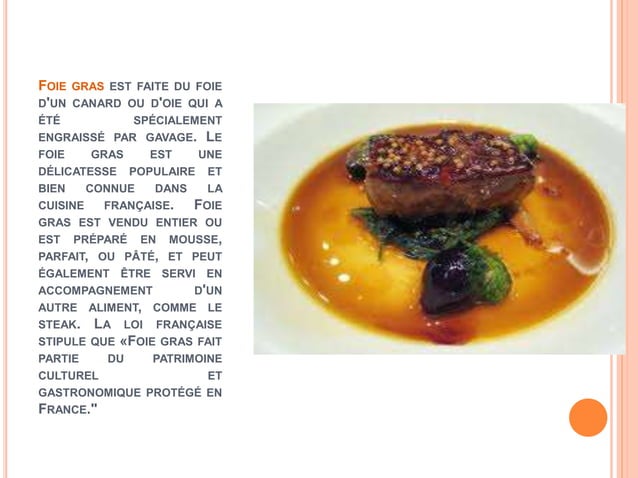 FOIE GRAS EST FAITE DU FOIE
D'UN CANARD OU D'OIE QUI A
ÉTÉ SPÉCIALEMENT
ENGRAISSÉ PAR GAVAGE. LE
FOIE GRAS EST UNE
DÉLICATESSE POPULAIRE ET
BIEN CONNUE DANS LA
CUISINE FRANÇAISE. FOIE
GRAS EST VENDU ENTIER OU
EST PRÉPARÉ EN MOUSSE,
PARFAIT, OU PÂTÉ, ET PEUT
ÉGALEMENT ÊTRE SERVI EN
ACCOMPAGNEMENT D'UN
AUTRE ALIMENT, COMME LE
STEAK. LA LOI FRANÇAISE
STIPULE QUE «FOIE GRAS FAIT
PARTIE DU PATRIMOINE
CULTUREL ET
GASTRONOMIQUE PROTÉGÉ EN
FRANCE."